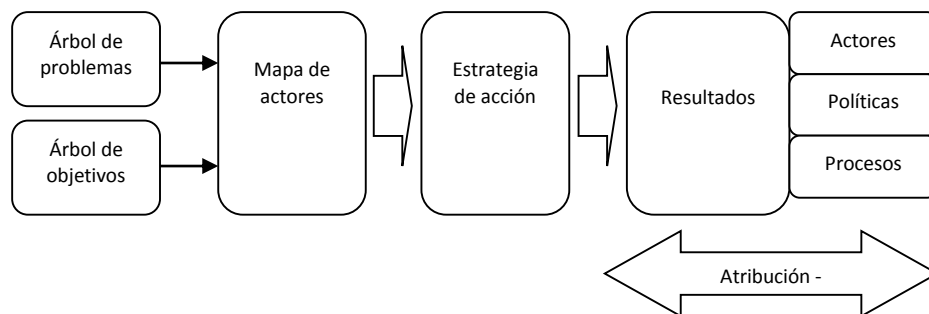 Árbol de
problemas
Árbol de
objetivos
Mapa de
actores
Estrategia
de acción
Resultados
Actores
Políticas
Procesos
Atribución -